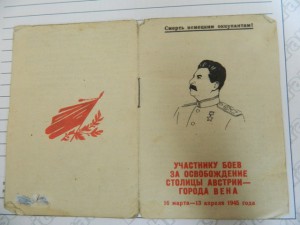 Смерть немецким оккупантам!
УЧАСТНИКУ БОЕВ
ЗА ОСВОБОЖДЕНИЕ
СТОЛИЦЫ АВСТРИИ—
ГОРОДА ВЕНА
16 марта—13 апреля 1945 года